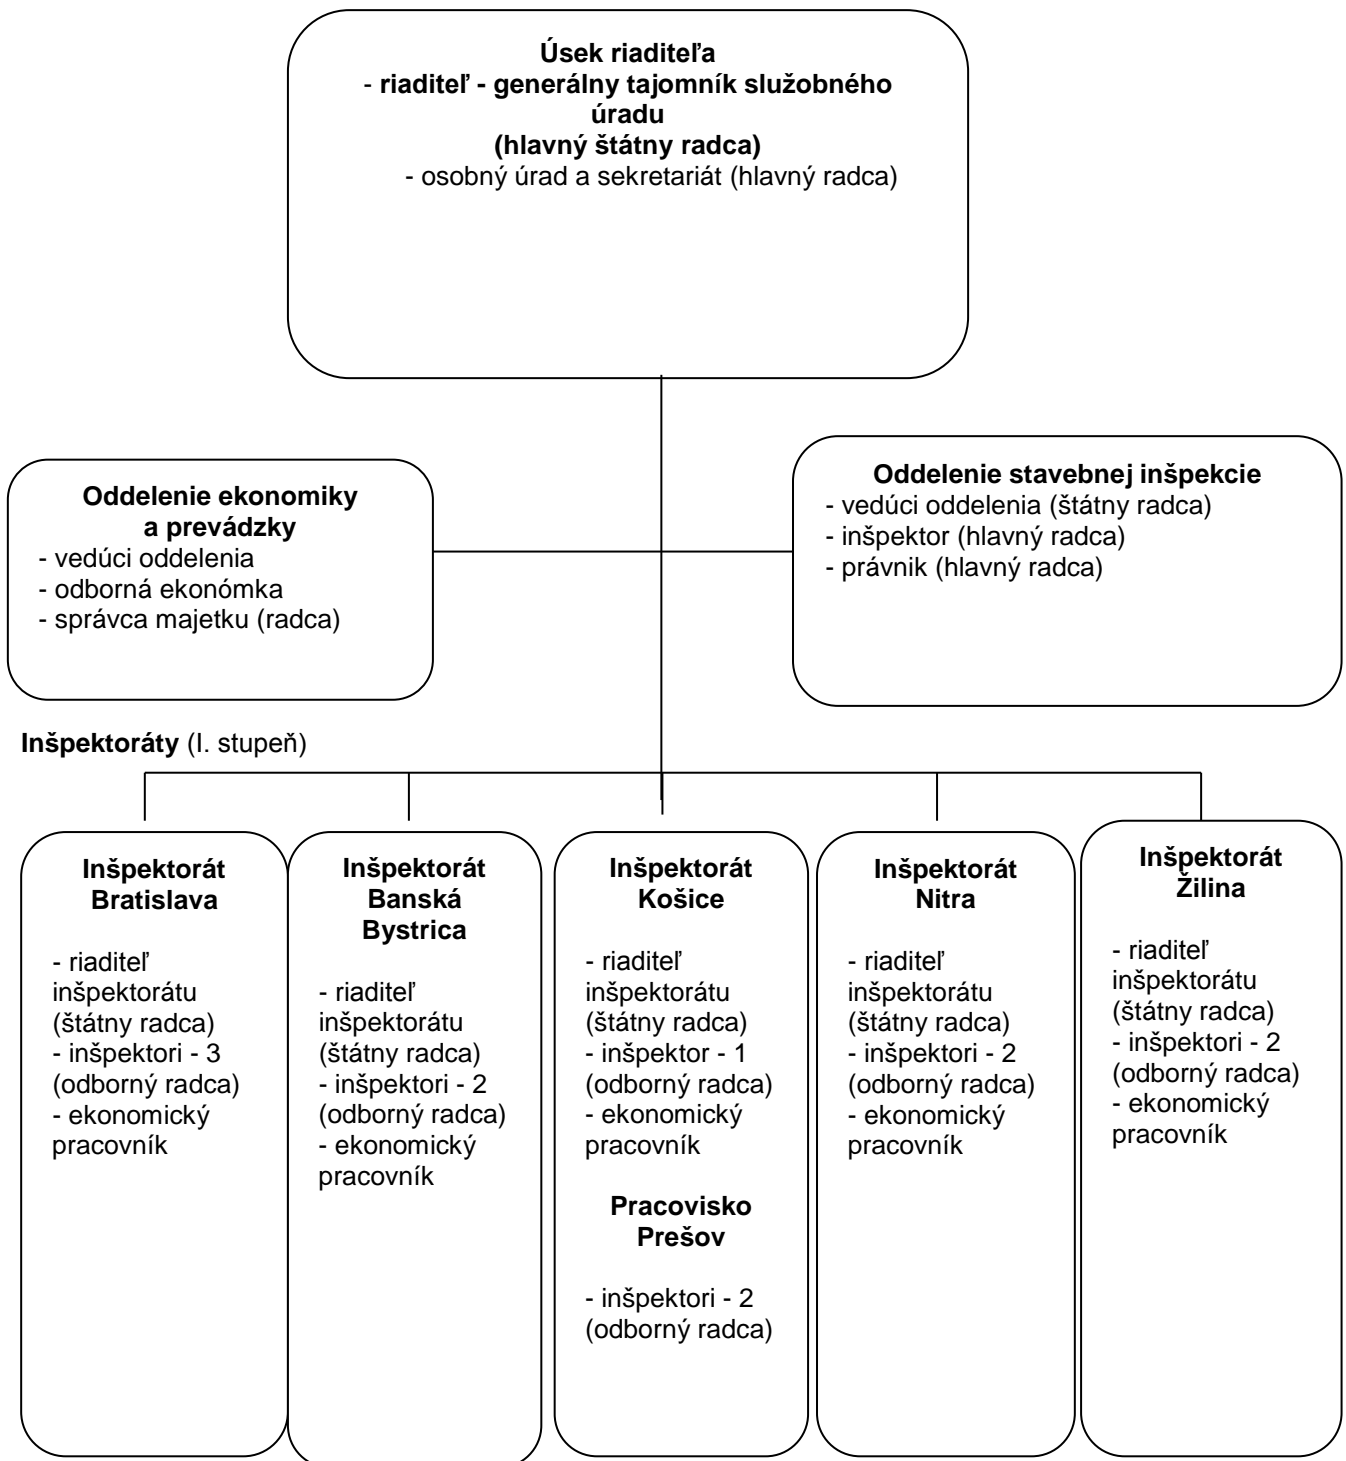 Úsek riaditeľa
- riaditeľ - generálny tajomník služobného
úradu
(hlavný štátny radca)
- osobný úrad a sekretariát (hlavný radca)
Oddelenie ekonomiky
a prevádzky
- vedúci oddelenia
- odborná ekonómka
- správca majetku (radca)
Oddelenie stavebnej inšpekcie
- vedúci oddelenia (štátny radca)
- inšpektor (hlavný radca)
- právnik (hlavný radca)
Inšpektoráty (I. stupeň)
Inšpektorát
Bratislava
- riaditeľ
inšpektorátu
(štátny radca)
- inšpektori - 3
(odborný radca)
- ekonomický
pracovník
Inšpektorát
Banská
Bystrica
- riaditeľ
inšpektorátu
(štátny radca)
- inšpektori - 2
(odborný radca)
- ekonomický
pracovník
Inšpektorát
Košice
- riaditeľ
inšpektorátu
(štátny radca)
- inšpektor - 1
(odborný radca)
- ekonomický
pracovník
Pracovisko
Prešov
- inšpektori - 2
(odborný radca)
Inšpektorát
Nitra
- riaditeľ
inšpektorátu
(štátny radca)
- inšpektori - 2
(odborný radca)
- ekonomický
pracovník
Inšpektorát
Žilina
- riaditeľ
inšpektorátu
(štátny radca)
- inšpektori - 2
(odborný radca)
- ekonomický
pracovník